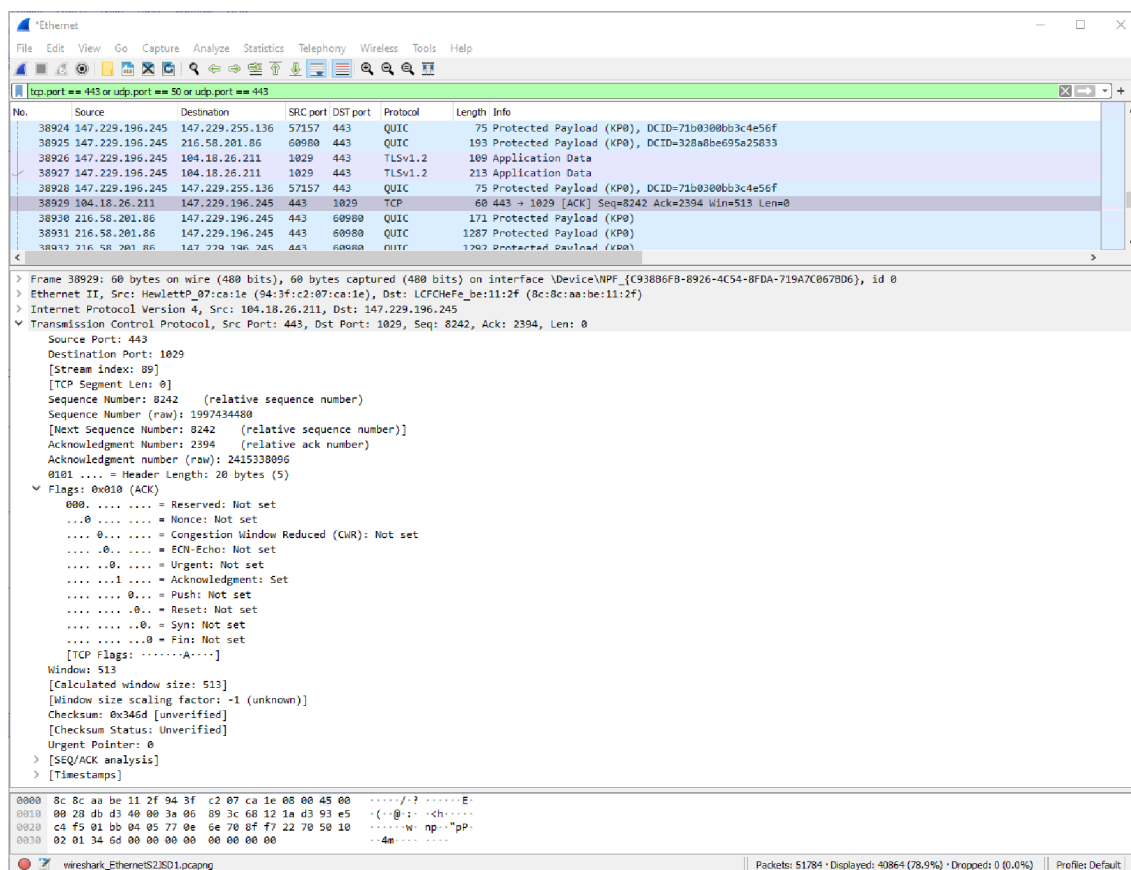 *Ethernet
File Edit View Go Capture Analyze Statistics Telephony Wireless Tools Help
tcp.port == 443 or udp.port == 50 or udp.port == 443
No. Source Destination SRC port DST port Protocol Length Info
38924 147.229.196.245 147.229.255.136 57157 443 QUIC 75 Protected Payload (KP0), DCID=71b0300bb3c4e56f
38925 147.229.196.245 216.58.201.86 60980 443 QUIC 193 Protected Payload (KP0), DCID=328a8be695a25833
38926 147.229.196.245 104.18.26.211 1029 443 TLSv1.2 109 Application Data
38927 147.229.196.245 104.18.26.211 1029 443 TLSv1.2 213 Application Data
38928 147.229.196.245 147.229.255.136 57157 443 QUIC 75 Protected Payload (KP0), DCID=71b0300bb3c4e56f
38929 104.18.26.211 147.229.196.245 443 1029 TCP 60 443 → 1029 [ACK] Seq=8242 Ack=2394 Win=513 Len=0
38930 216.58.201.86 147.229.196.245 443 60980 QUIC 171 Protected Payload (KP0)
38931 216.58.201.86 147.229.196.245 443 60980 QUIC 1287 Protected Payload (KP0)
38932 216.58.201.86 147.229.196.245 443 60980 QUIC 1292 Protected Payload (KP0)
Frame 38929: 60 bytes on wire (480 bits), 60 bytes captured (480 bits) on interface \Device\NPF_{C938B6FB-8926-4C54-8FDA-719A7C067BD6}, id 0
Ethernet II, Src: HewlettP_07:ca:1e (94:3f:c2:07:ca:1e), Dst: LCFCHeFe_be:11:2f (8c:8c:aa:be:11:2f)
Internet Protocol Version 4, Src: 104.18.26.211, Dst: 147.229.196.245
Transmission Control Protocol, Src Port: 443, Dst Port: 1029, Seq: 8242, Ack: 2394, Len: 0
Source Port: 443
Destination Port: 1029
[Stream index: 89]
[TCP Segment Len: 0]
Sequence Number: 8242 (relative sequence number)
Sequence Number (raw): 1997434480
[Next Sequence Number: 8242 (relative sequence number)]
Acknowledgment Number: 2394 (relative ack number)
Acknowledgment number (raw): 2415338096
0101 .... = Header Length: 20 bytes (5)
Flags: 0x010 (ACK)
000. .... .... = Reserved: Not set
...0 .... .... = Nonce: Not set
.... 0... .... = Congestion Window Reduced (CWR): Not set
.... .0.. .... = ECN-Echo: Not set
.... ..0. .... = Urgent: Not set
.... ...1 .... = Acknowledgment: Set
.... .... 0... = Push: Not set
.... .... .0.. = Reset: Not set
.... .... ..0. = Syn: Not set
.... .... ...0 = Fin: Not set
[TCP Flags: ·······A····]
Window: 513
[Calculated window size: 513]
[Window size scaling factor: -1 (unknown)]
Checksum: 0x346d [unverified]
[Checksum Status: Unverified]
Urgent Pointer: 0
[SEQ/ACK analysis]
[Timestamps]
0000 8c 8c aa be 11 2f 94 3f c2 07 ca 1e 08 00 45 00 ·····/·? ······E·
0010 00 28 db d3 40 00 3a 06 89 3c 68 12 1a d3 93 e5 ·(··@·:· ·<h·····
0020 c4 f5 01 bb 04 05 77 0e 6e 70 8f f7 22 70 50 10 ······w· np··"pP·
0030 02 01 34 6d 00 00 00 00 00 00 00 00 ··4m···· ····
wireshark_EthernetS2JSD1.pcapng Packets: 51784 · Displayed: 40864 (78.9%) · Dropped: 0 (0.0%) Profile: Default